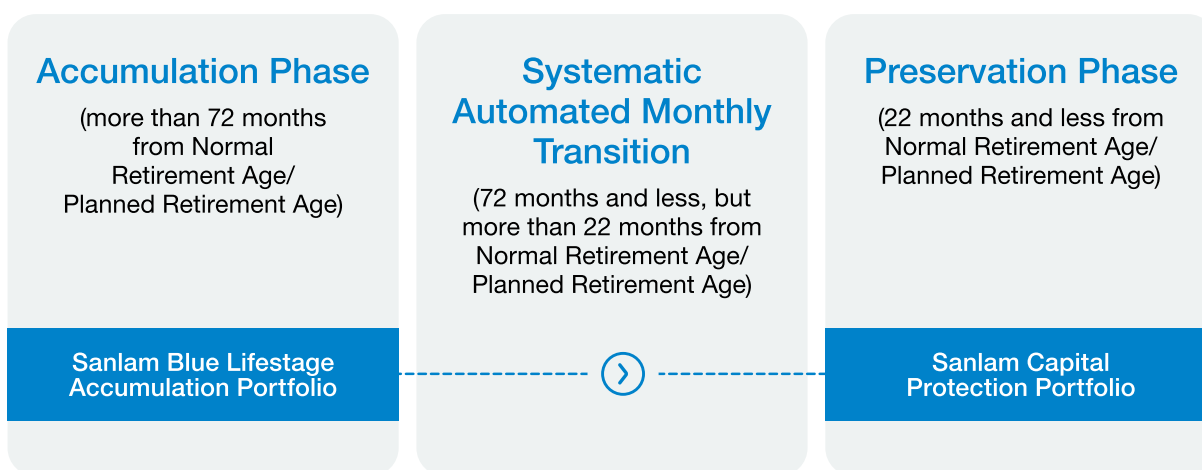 Accumulation Phase
(more than 72 months
from Normal
Retirement Age/
Planned Retirement Age)
Sanlam Blue Lifestage
Accumulation Portfolio
Systematic
Automated Monthly
Transition
(72 months and less, but
more than 22 months from
Normal Retirement Age/
Planned Retirement Age)
Preservation Phase
(22 months and less from
Normal Retirement Age/
Planned Retirement Age)
Sanlam Capital
Protection Portfolio